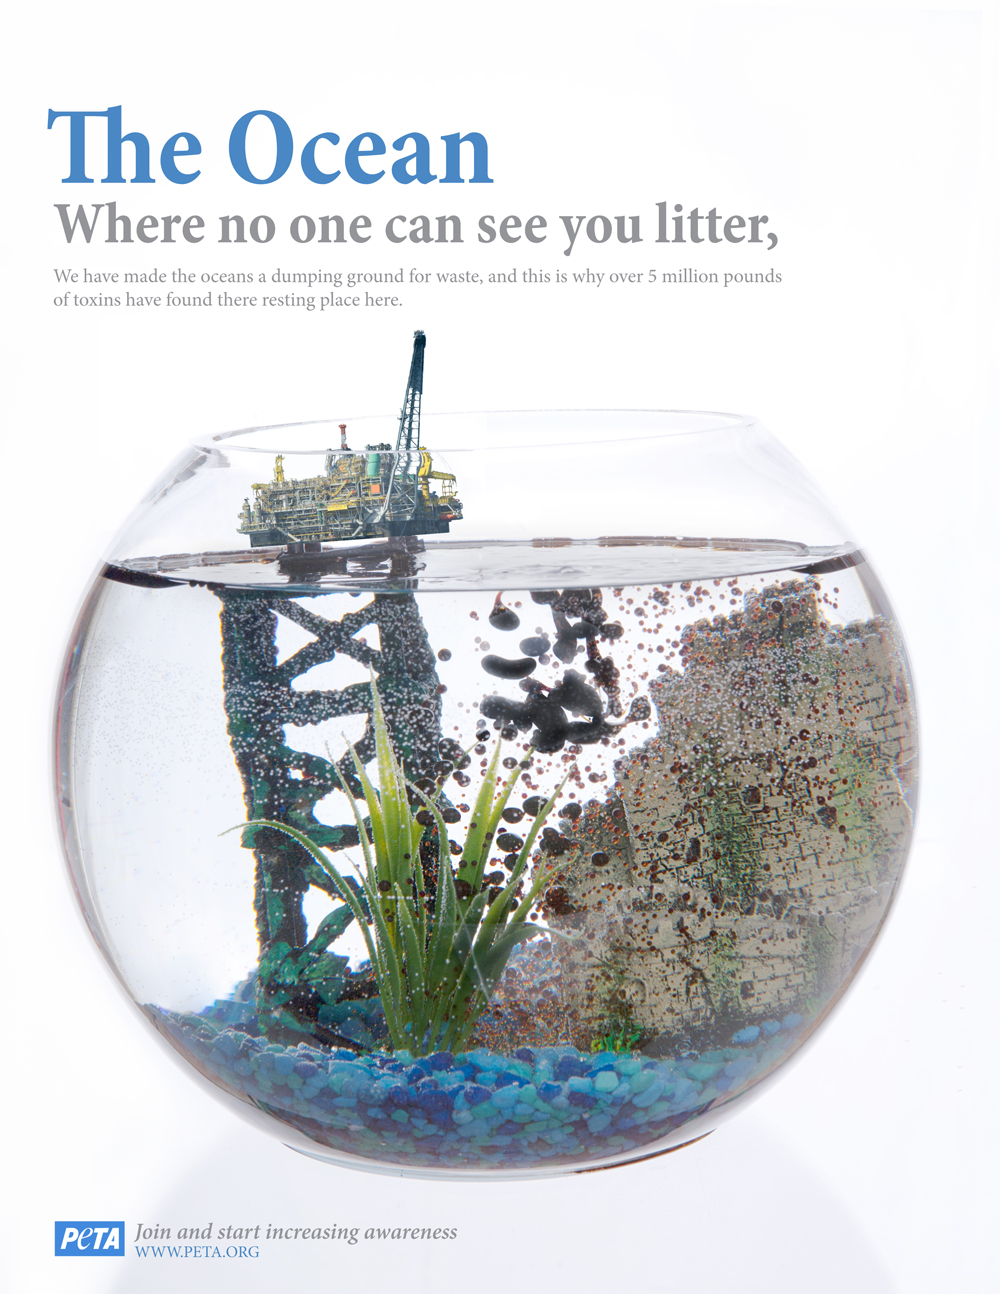 The Ocean
Where no one can see you litter,
We have made the oceans a dumping ground for waste, and this is why over 5 million pounds
of toxins have found there resting place here.
PeTA Join and start increasing awareness
WWW.PETA.ORG